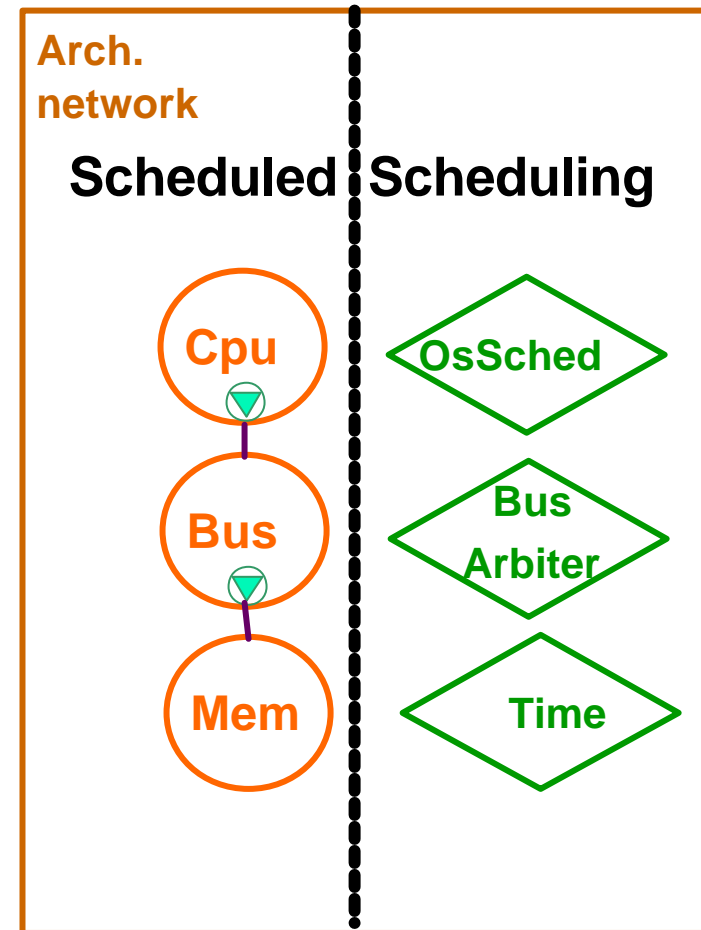 Arch.
network
Scheduled Scheduling
Cpu
OsSched
Bus
Bus
Arbiter
Mem
Time